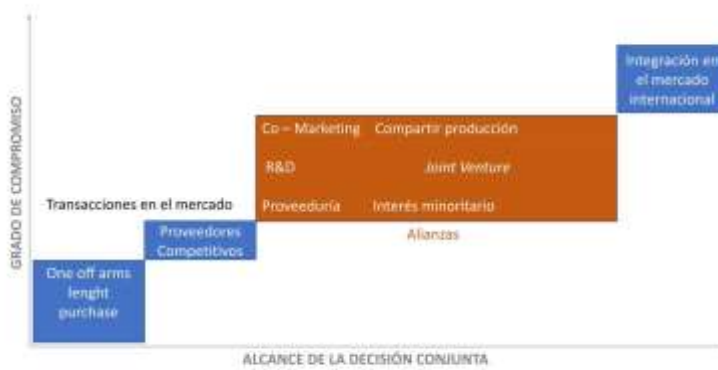 GRADO DE COMPROMISO
Integración en
el mercado
internacional
Co – Marketing Compartir producción
R&D Joint Venture
Proveeduría Interés minoritario
Alianzas
Transacciones en el mercado
Proveedores
Competitivos
One off arms
lenght
purchase
ALCANCE DE LA DECISIÓN CONJUNTA